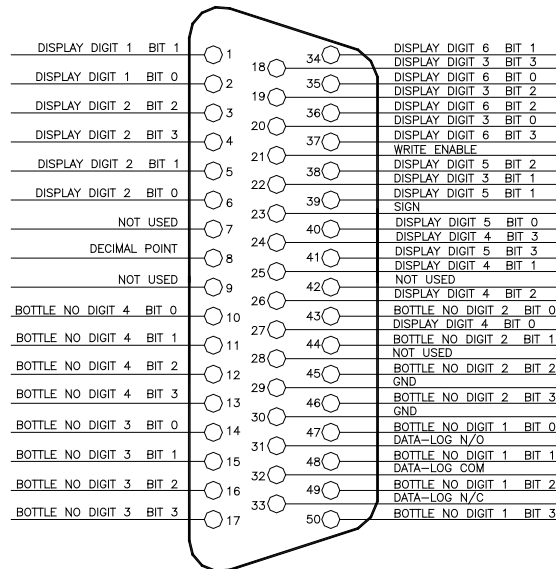 DISPLAY DIGIT 1 BIT 1 1
DISPLAY DIGIT 1 BIT 0 2
DISPLAY DIGIT 2 BIT 2 3
DISPLAY DIGIT 2 BIT 3 4
DISPLAY DIGIT 2 BIT 1 5
DISPLAY DIGIT 2 BIT 0 6
NOT USED 7
DECIMAL POINT 8
NOT USED 9
BOTTLE NO DIGIT 4 BIT 0 10
BOTTLE NO DIGIT 4 BIT 1 11
BOTTLE NO DIGIT 4 BIT 2 12
BOTTLE NO DIGIT 4 BIT 3 13
BOTTLE NO DIGIT 3 BIT 0 14
BOTTLE NO DIGIT 3 BIT 1 15
BOTTLE NO DIGIT 3 BIT 2 16
BOTTLE NO DIGIT 3 BIT 3 17
34 DISPLAY DIGIT 6 BIT 1
18 DISPLAY DIGIT 3 BIT 3
35 DISPLAY DIGIT 6 BIT 0
19 DISPLAY DIGIT 3 BIT 2
36 DISPLAY DIGIT 6 BIT 2
20 DISPLAY DIGIT 3 BIT 0
37 DISPLAY DIGIT 6 BIT 3
21 WRITE ENABLE
38 DISPLAY DIGIT 5 BIT 2
22 DISPLAY DIGIT 3 BIT 1
39 DISPLAY DIGIT 5 BIT 1
23 SIGN
40 DISPLAY DIGIT 5 BIT 0
24 DISPLAY DIGIT 4 BIT 3
41 DISPLAY DIGIT 5 BIT 3
25 DISPLAY DIGIT 4 BIT 1
42 NOT USED
26 DISPLAY DIGIT 4 BIT 2
43 BOTTLE NO DIGIT 2 BIT 0
27 DISPLAY DIGIT 4 BIT 0
44 BOTTLE NO DIGIT 2 BIT 1
28 NOT USED
45 BOTTLE NO DIGIT 2 BIT 2
29 GND
46 BOTTLE NO DIGIT 2 BIT 3
30 GND
47 BOTTLE NO DIGIT 1 BIT 0
31 DATA-LOG N/O
48 BOTTLE NO DIGIT 1 BIT 1
32 DATA-LOG COM
49 BOTTLE NO DIGIT 1 BIT 2
33 DATA-LOG N/C
50 BOTTLE NO DIGIT 1 BIT 3